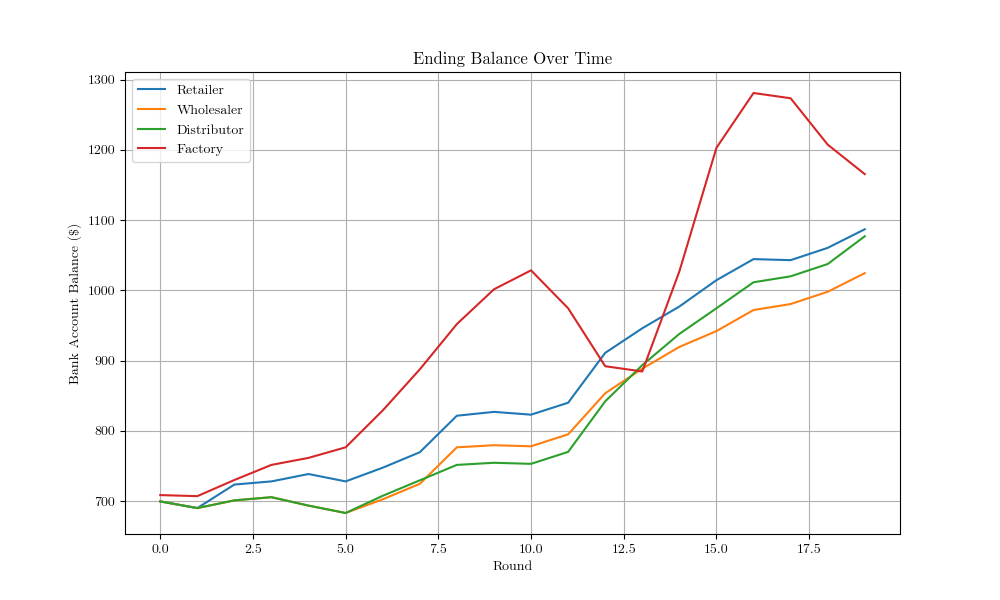 Ending Balance Over Time
1300
1200
1100
1000
900
800
700
Bank Account Balance ($)
Retailer
Wholesaler
Distributor
Factory
0.0 2.5 5.0 7.5 10.0 12.5 15.0 17.5
Round